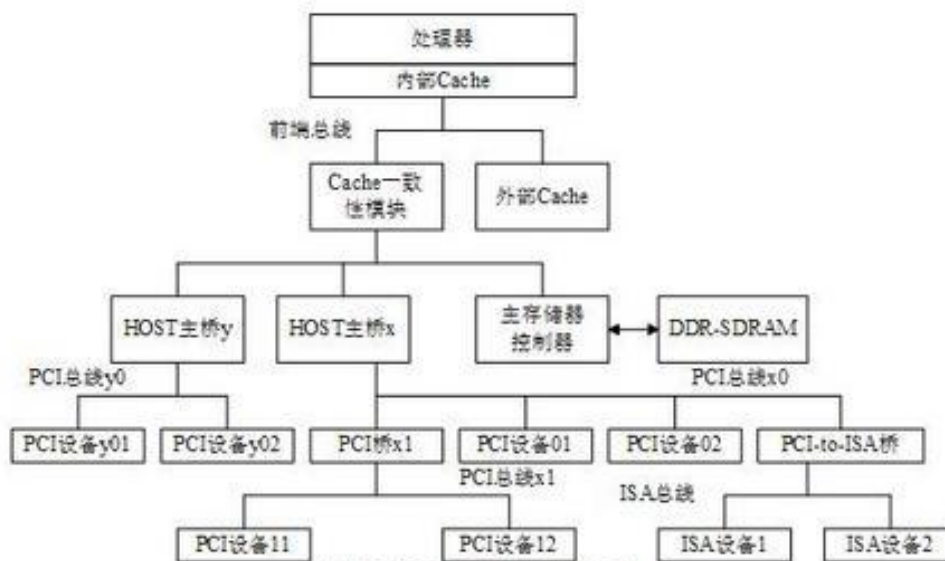 处理器
内部Cache
前端总线
Cache一致
性模块
外部Cache
HOST主桥y
HOST主桥x
主存储器
控制器
DDR-SDRAM
PCI总线y0
PCI总线x0
PCI设备y01
PCI设备y02
PCI桥x1
PCI设备01
PCI设备02
PCI-to-ISA桥
PCI总线x1
ISA总线
PCI设备11
PCI设备12
ISA设备1
ISA设备2